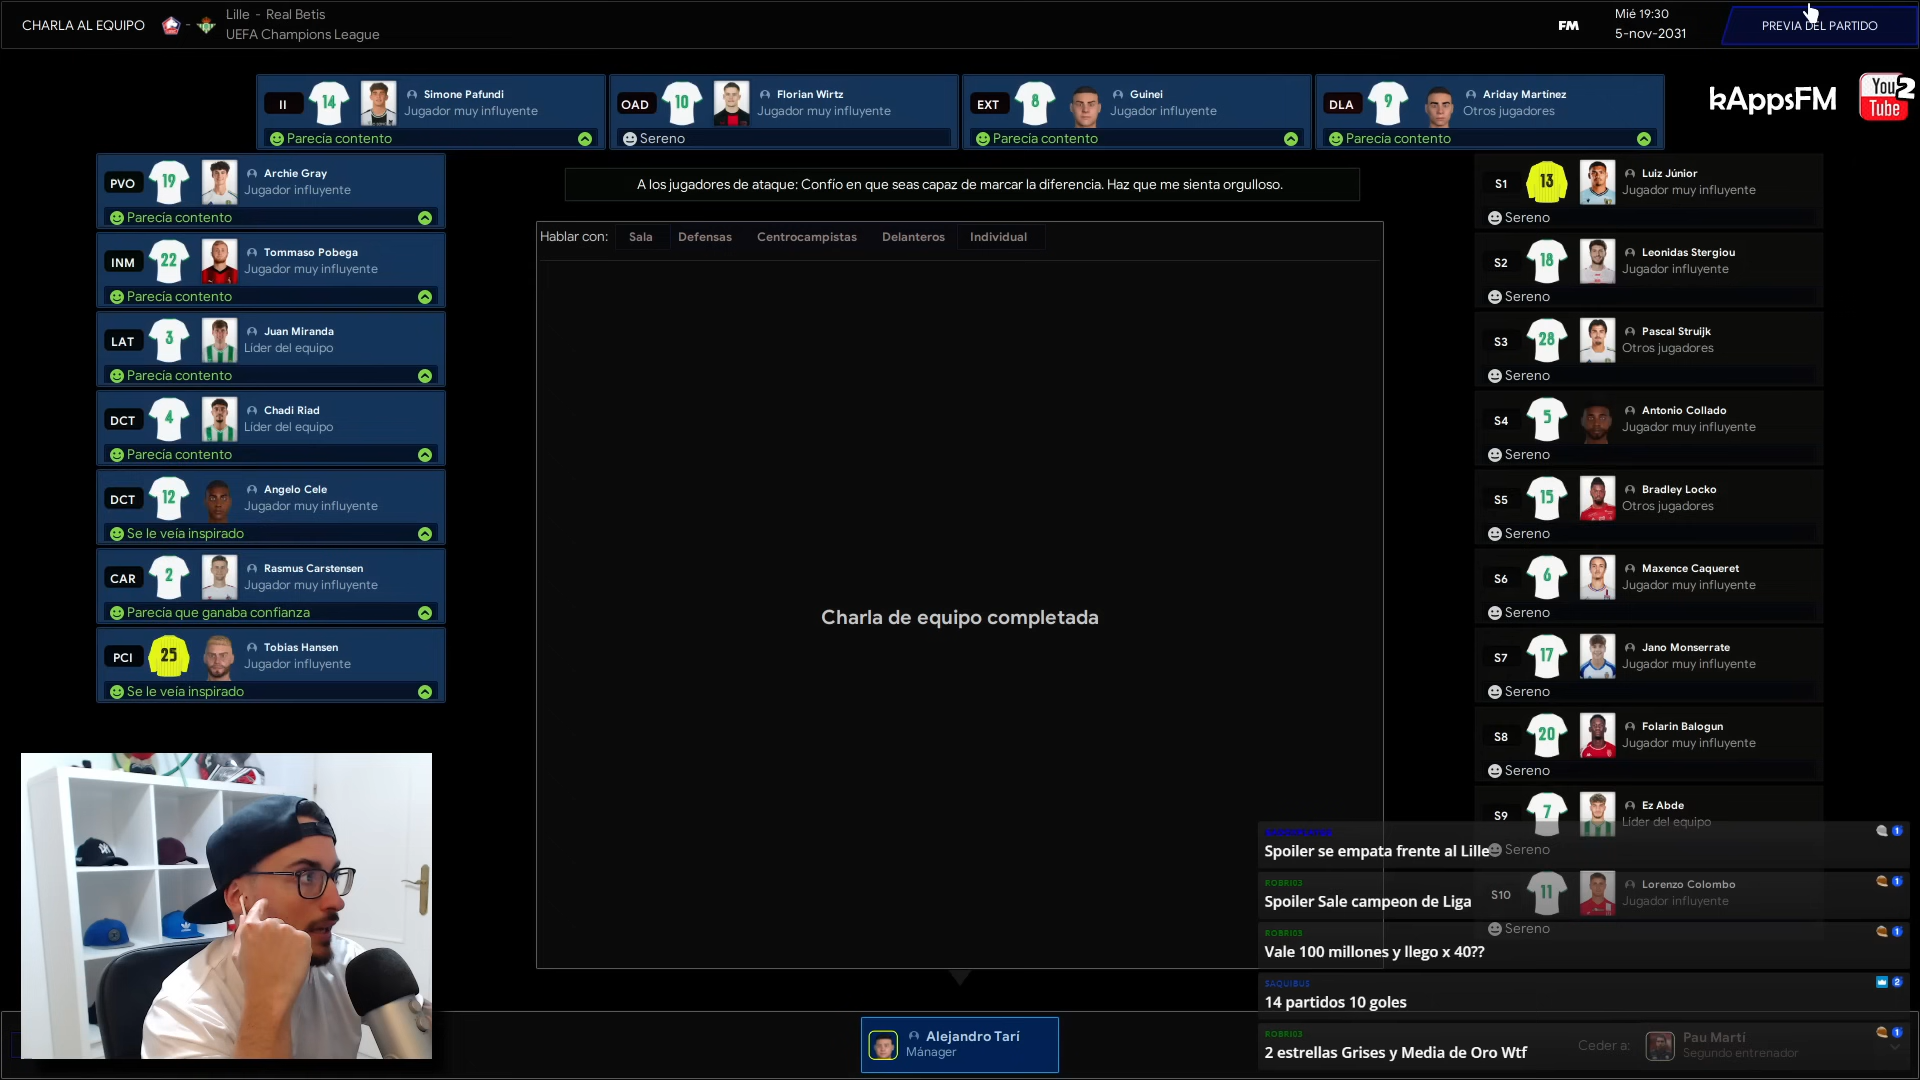 CHARLA AL EQUIPO
Lille - Real Betis
UEFA Champions League
FM
Mié 19:30
5-nov-2031
PREVIA DEL PARTIDO
II
14
Simone Pafundi
Jugador muy influyente
Parecía contento
OAD
10
Florian Wirtz
Jugador muy influyente
Sereno
EXT
8
Guinei
Jugador influyente
Parecía contento
DLA
9
Ariday Martínez
Otros jugadores
Parecía contento
kAppsFM
You2
Tube
PVO
19
Archie Gray
Jugador influyente
Parecía contento
INM
22
Tommaso Pobega
Jugador muy influyente
Parecía contento
LAT
3
Juan Miranda
Líder del equipo
Parecía contento
DCT
4
Chadi Riad
Líder del equipo
Parecía contento
DCT
12
Angelo Cele
Jugador muy influyente
Se le veía inspirado
CAR
2
Rasmus Carstensen
Jugador muy influyente
Parecía que ganaba confianza
PCI
25
Tobias Hansen
Jugador influyente
Se le veía inspirado
A los jugadores de ataque: Confío en que seas capaz de marcar la diferencia. Haz que me sienta orgulloso.
Hablar con: Sala Defensas Centrocampistas Delanteros Individual
Charla de equipo completada
S1
13
Luiz Júnior
Jugador muy influyente
Sereno
S2
18
Leonidas Stergiou
Jugador influyente
Sereno
S3
28
Pascal Struijk
Otros jugadores
Sereno
S4
5
Antonio Collado
Jugador muy influyente
Sereno
S5
15
Bradley Locko
Otros jugadores
Sereno
S6
6
Maxence Caqueret
Jugador muy influyente
Sereno
S7
17
Jano Monserrate
Jugador muy influyente
Sereno
S8
20
Folarin Balogun
Jugador muy influyente
Sereno
S9
7
Ez Abde
Líder del equipo
Sereno
S10
11
Lorenzo Colombo
Jugador influyente
Sereno
1
Spoiler se empata frente al Lille
ROBRI03
1
Spoiler Sale campeon de Liga
ROBRI03
1
Vale 100 millones y llego x 40??
SAQUIBUS
2
14 partidos 10 goles
ROBRI03
1
2 estrellas Grises y Media de Oro Wtf
Alejandro Tarí
Mánager
Ceder a:
Pau Martí
Segundo entrenador